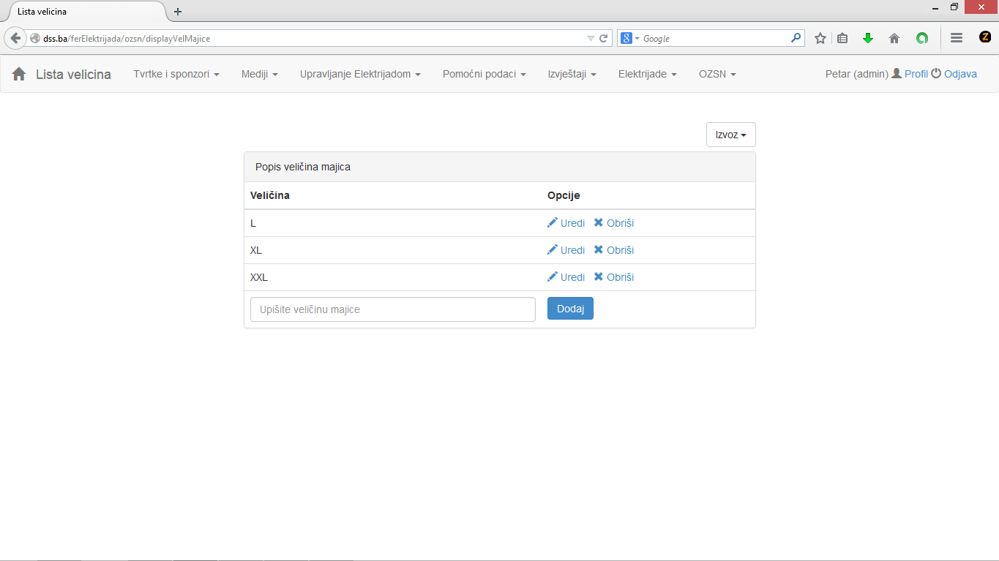 Lista velicina
dss.ba/ferElektrijada/ozsn/displayVelMajice
Google
Lista velicina Tvrtke i sponzori Mediji Upravljanje Elektrijadom Pomoćni podaci Izvještaji Elektrijade OZSN Petar (admin) Profil Odjava
Izvoz
Popis veličina majica
Veličina Opcije
L Uredi Obriši
XL Uredi Obriši
XXL Uredi Obriši
Upišite veličinu majice Dodaj